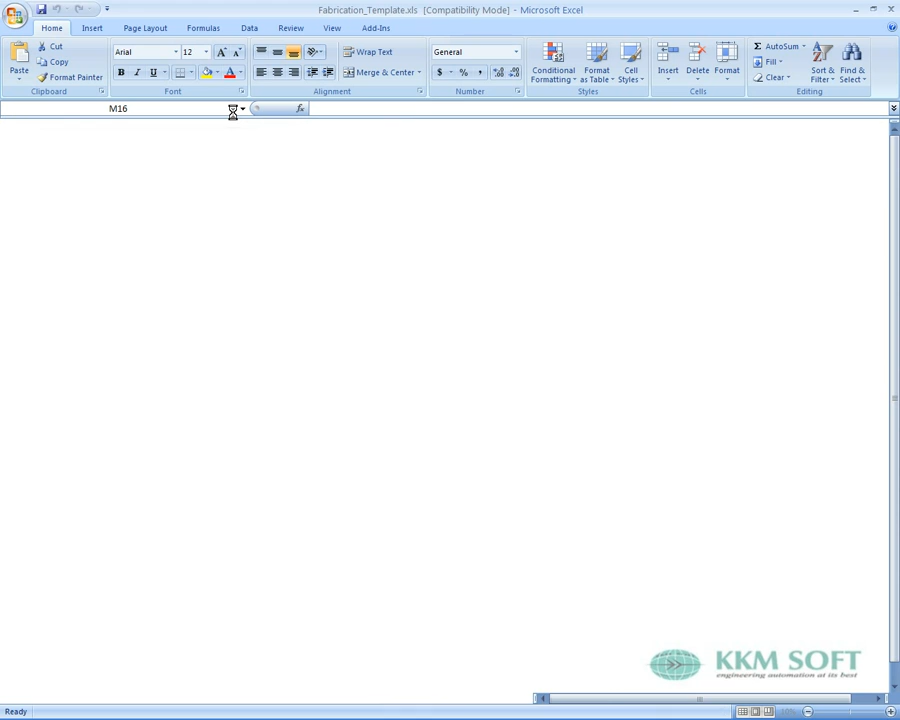 Fabrication_Template.xls [Compatibility Mode] - Microsoft Excel
Home Insert Page Layout Formulas Data Review View Add-Ins
Paste
Cut
Copy
Format Painter
Clipboard
Arial 12
B I U
Font
Wrap Text
Merge & Center
Alignment
General
$ % ,
Number
Conditional Formatting
Format as Table
Cell Styles
Styles
Insert Delete Format
Cells
Σ AutoSum
Fill
Clear
Sort & Filter
Find & Select
Editing
M16 fx
KKM SOFT
engineering automation at its best
Ready